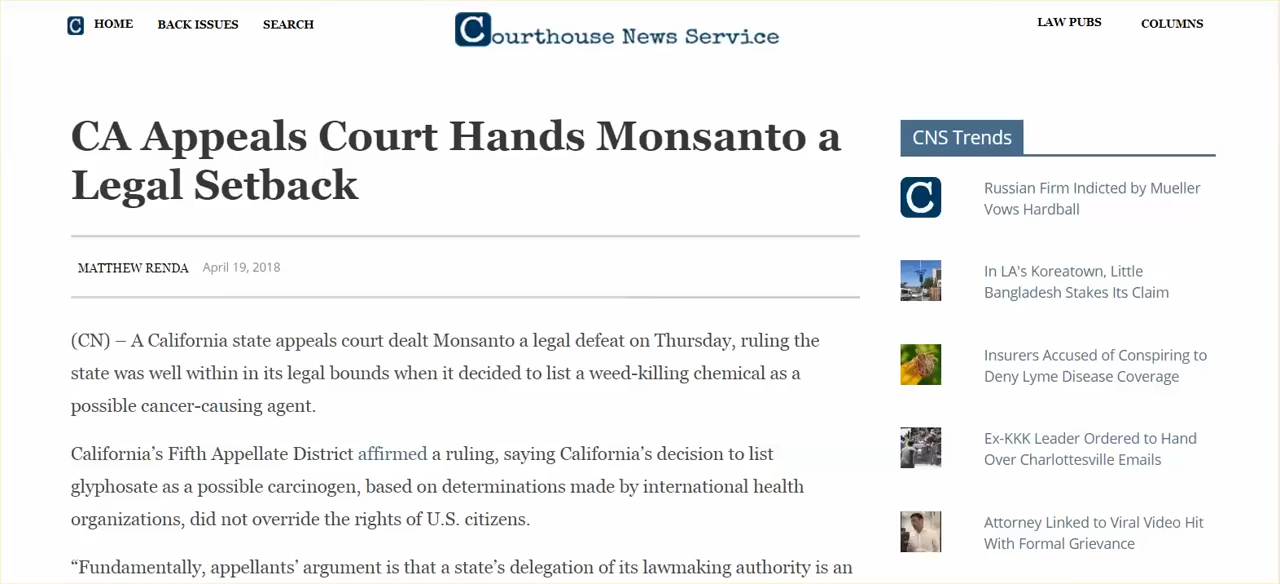 HOME BACK ISSUES SEARCH
Courthouse News Service
LAW PUBS COLUMNS
CA Appeals Court Hands Monsanto a
Legal Setback
MATTHEW RENDA April 19, 2018
(CN) – A California state appeals court dealt Monsanto a legal defeat on Thursday, ruling the
state was well within in its legal bounds when it decided to list a weed-killing chemical as a
possible cancer-causing agent.
California’s Fifth Appellate District affirmed a ruling, saying California’s decision to list
glyphosate as a possible carcinogen, based on determinations made by international health
organizations, did not override the rights of U.S. citizens.
“Fundamentally, appellants’ argument is that a state’s delegation of its lawmaking authority is an
CNS Trends
C
Russian Firm Indicted by Mueller
Vows Hardball
In LA's Koreatown, Little
Bangladesh Stakes Its Claim
Insurers Accused of Conspiring to
Deny Lyme Disease Coverage
Ex-KKK Leader Ordered to Hand
Over Charlottesville Emails
Attorney Linked to Viral Video Hit
With Formal Grievance